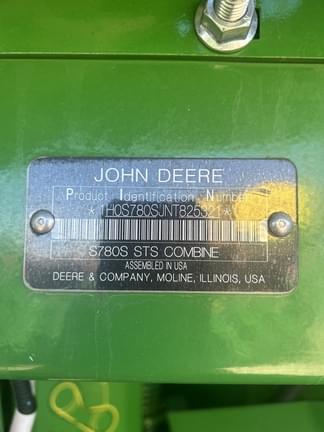 JOHN DEERE
Product Identification Number
*1H0S780SJNT825321*
S780S STS COMBINE
ASSEMBLED IN USA
DEERE & COMPANY, MOLINE, ILLINOIS, USA